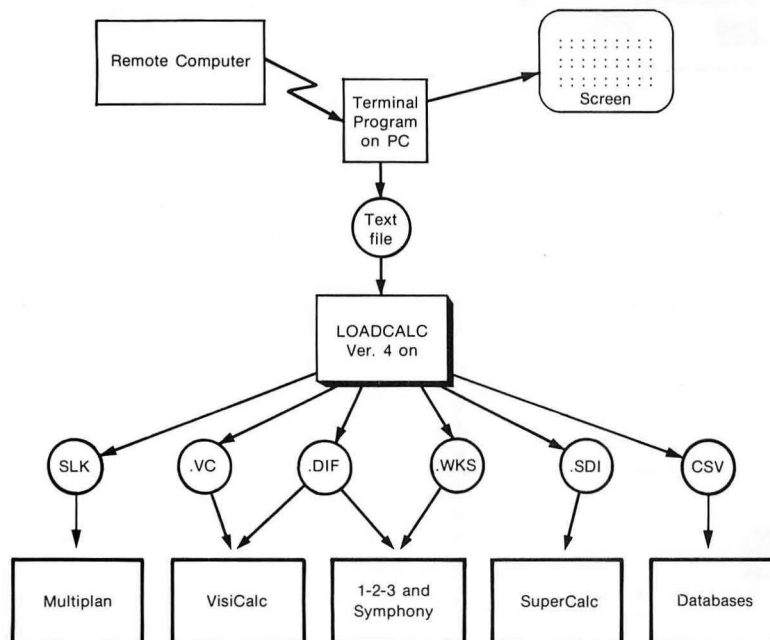 Remote Computer
Screen
Terminal
Program
on PC
Text
file
LOADCALC
Ver. 4 on
SLK
.VC
.DIF
.WKS
.SDI
CSV
Multiplan
VisiCalc
1-2-3 and
Symphony
SuperCalc
Databases